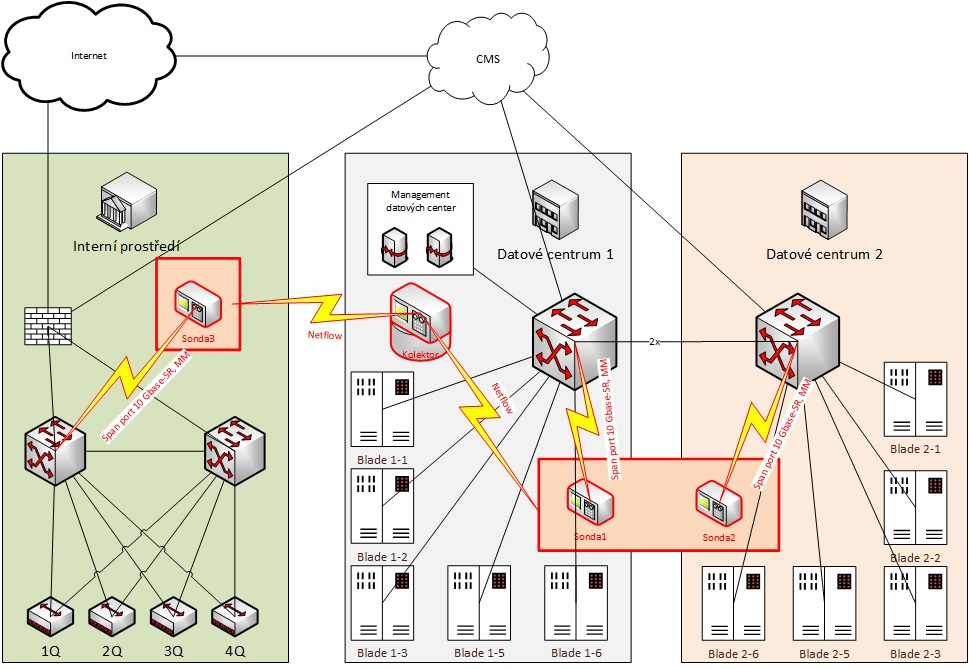 Internet
CMS
Interní prostředí
Management
datových center
Datové centrum 1
Datové centrum 2
Sonda3
Netflow
Kolektor
Span port 10 Gbase-SR, MM
Netflow
Span port 10 Gbase-SR, MM
2x
Span port 10 Gbase-SR, MM
Blade 1-1
Blade 2-1
Sonda1
Sonda2
Blade 1-2
Blade 2-2
1Q
2Q
3Q
4Q
Blade 1-3
Blade 1-5
Blade 1-6
Blade 2-6
Blade 2-5
Blade 2-3